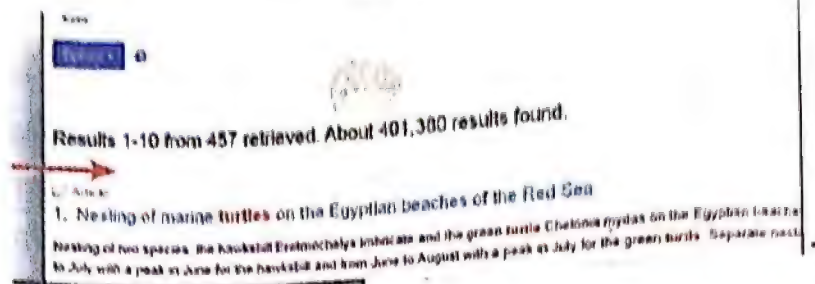 Results 1-10 from 457 retrieved. About 401,380 results found.
Article
1. Nesting of marine turtles on the Egyptian beaches of the Red Sea
Nesting of two species the hawksbill Eretmochelys imbricata and the green turtle Chelonia mydas on the Egyptian
to July with a peak in June for the hawksbill and from June to August with a peak in July for the green turtle. Separate